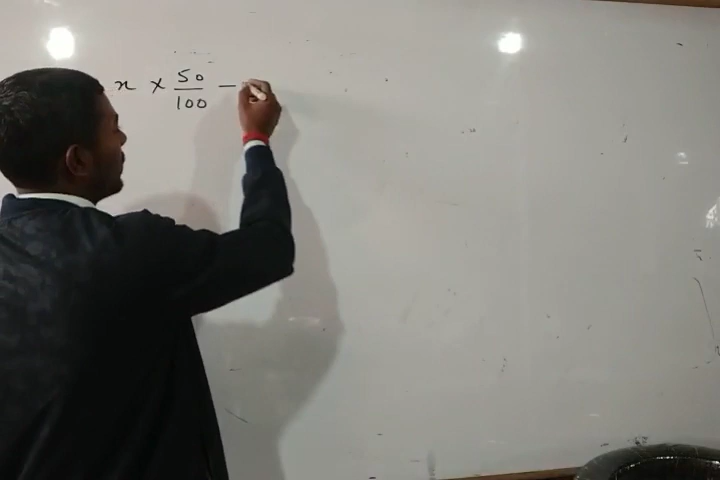 x × 50/100 –